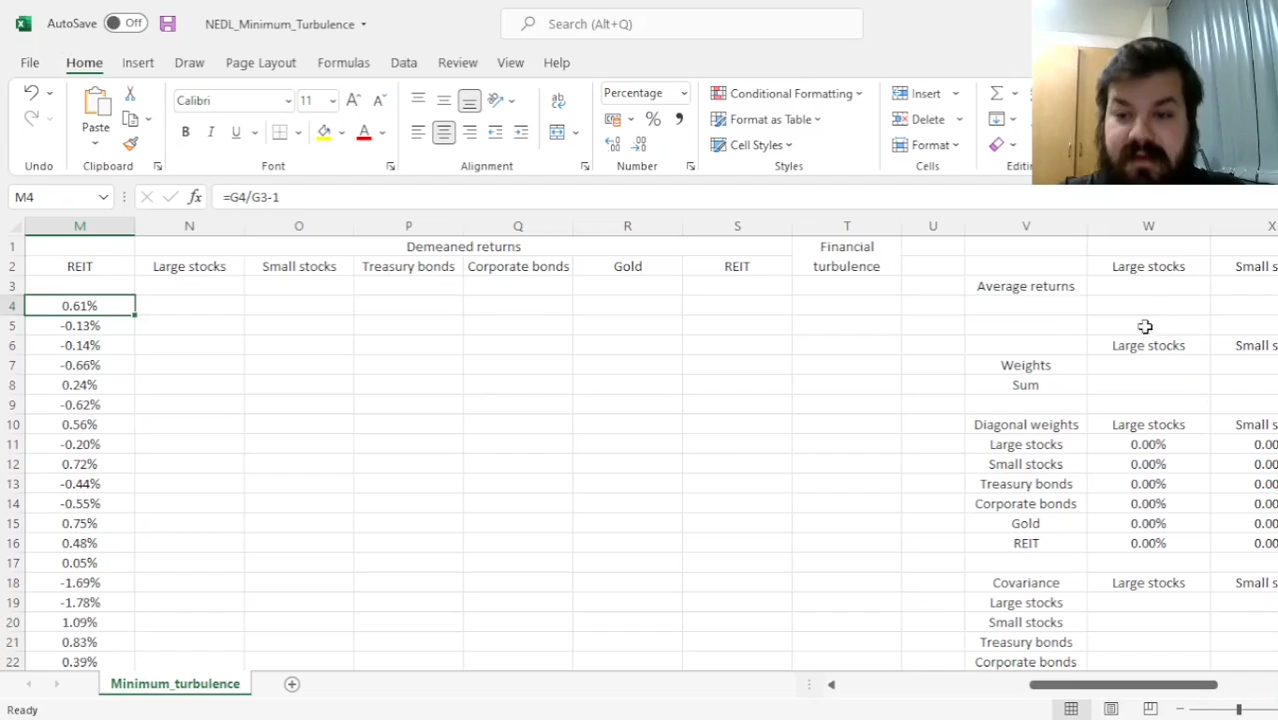 AutoSave Off NEDL_Minimum_Turbulence Search (Alt+Q)
File Home Insert Draw Page Layout Formulas Data Review View Help
Calibri 11 Percentage Conditional Formatting Insert
Paste Format as Table Delete
Cell Styles Format
Undo Clipboard Font Alignment Number Styles Cells
M4 =G4/G3-1
M N O P Q R S T U V W X
1 Demeaned returns Financial
2 REIT Large stocks Small stocks Treasury bonds Corporate bonds Gold REIT turbulence Large stocks Small s
3 Average returns
4 0.61%
5 -0.13%
6 -0.14% Large stocks Small s
7 -0.66% Weights
8 0.24% Sum
9 -0.62%
10 0.56% Diagonal weights Large stocks Small s
11 -0.20% Large stocks 0.00% 0.00
12 0.72% Small stocks 0.00% 0.00
13 -0.44% Treasury bonds 0.00% 0.00
14 -0.55% Corporate bonds 0.00% 0.00
15 0.75% Gold 0.00% 0.00
16 0.48% REIT 0.00% 0.00
17 0.05%
18 -1.69% Covariance Large stocks Small s
19 -1.78% Large stocks
20 1.09% Small stocks
21 0.83% Treasury bonds
22 0.39% Corporate bonds
Minimum_turbulence
Ready